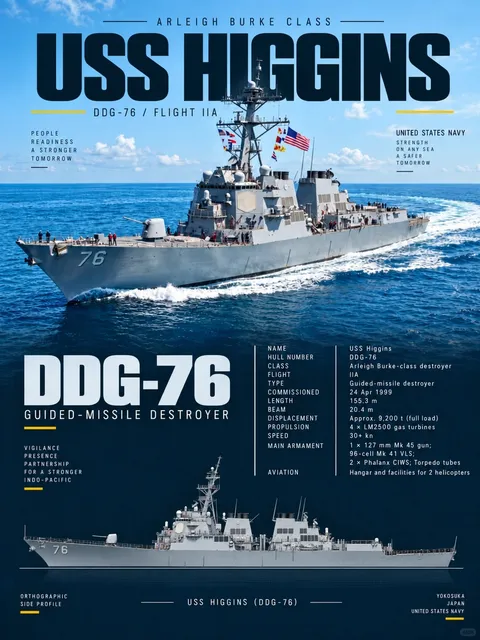 ARLEIGH BURKE CLASS
USS HIGGINS
DDG-76 / FLIGHT IIA
PEOPLE
READINESS
A STRONGER
TOMORROW
UNITED STATES NAVY
STRENGTH
ON ANY SEA
A SAFER
TOMORROW
76
DDG-76
GUIDED-MISSILE DESTROYER
NAME USS Higgins
HULL NUMBER DDG-76
CLASS Arleigh Burke-class destroyer
FLIGHT IIA
TYPE Guided-missile destroyer
COMMISSIONED 24 Apr 1999
LENGTH 155.3 m
BEAM 20.4 m
DISPLACEMENT Approx. 9,200 t (full load)
PROPULSION 4 × LM2500 gas turbines
SPEED 30+ kn
MAIN ARMAMENT 1 × 127 mm Mk 45 gun;
96-cell Mk 41 VLS;
2 × Phalanx CIWS; Torpedo tubes
AVIATION Hangar and facilities for 2 helicopters
VIGILANCE
PRESENCE
PARTNERSHIP
FOR A STRONGER
INDO-PACIFIC
76
ORTHOGRAPHIC
SIDE PROFILE
USS HIGGINS (DDG-76)
YOKOSUKA
JAPAN
UNITED STATES NAVY